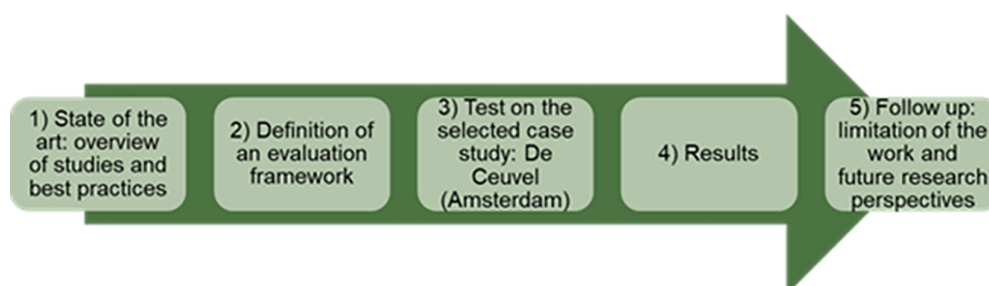 1) State of the
art: overview
of studies and
best practices
2) Definition of
an evaluation
framework
3) Test on the
selected case
study: De
Ceuvel
(Amsterdam)
4) Results
5) Follow up:
limitation of the
work and
future research
perspectives